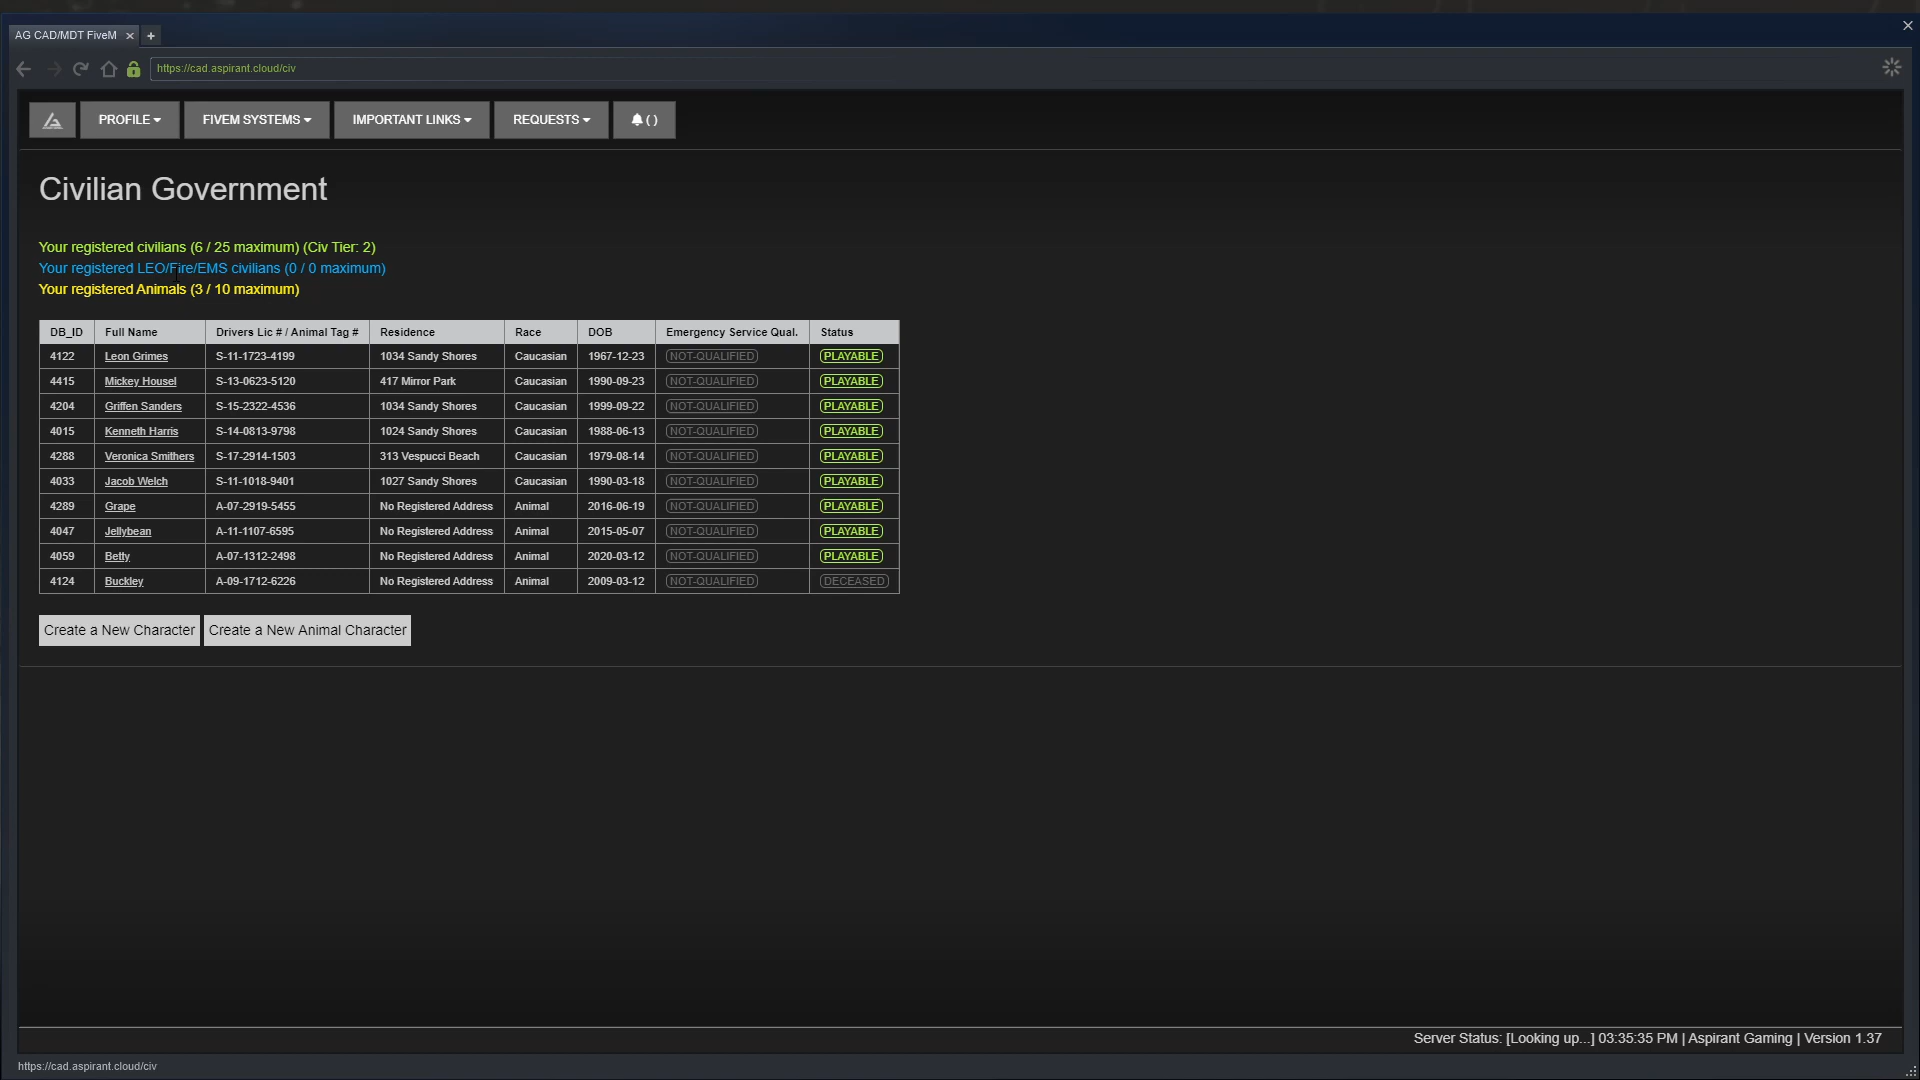 AG CAD/MDT FiveM
https://cad.aspirant.cloud/civ
PROFILE FIVEM SYSTEMS IMPORTANT LINKS REQUESTS ( )
Civilian Government
Your registered civilians (6 / 25 maximum) (Civ Tier: 2)
Your registered LEO/Fire/EMS civilians (0 / 0 maximum)
Your registered Animals (3 / 10 maximum)
DB_ID Full Name Drivers Lic # / Animal Tag # Residence Race DOB Emergency Service Qual. Status
4122 Leon Grimes S-11-1723-4199 1034 Sandy Shores Caucasian 1967-12-23 NOT-QUALIFIED PLAYABLE
4415 Mickey Housel S-13-0623-5120 417 Mirror Park Caucasian 1990-09-23 NOT-QUALIFIED PLAYABLE
4204 Griffen Sanders S-15-2322-4536 1034 Sandy Shores Caucasian 1999-09-22 NOT-QUALIFIED PLAYABLE
4015 Kenneth Harris S-14-0813-9798 1024 Sandy Shores Caucasian 1988-06-13 NOT-QUALIFIED PLAYABLE
4288 Veronica Smithers S-17-2914-1503 313 Vespucci Beach Caucasian 1979-08-14 NOT-QUALIFIED PLAYABLE
4033 Jacob Welch S-11-1018-9401 1027 Sandy Shores Caucasian 1990-03-18 NOT-QUALIFIED PLAYABLE
4289 Grape A-07-2919-5455 No Registered Address Animal 2016-06-19 NOT-QUALIFIED PLAYABLE
4047 Jellybean A-11-1107-6595 No Registered Address Animal 2015-05-07 NOT-QUALIFIED PLAYABLE
4059 Betty A-07-1312-2498 No Registered Address Animal 2020-03-12 NOT-QUALIFIED PLAYABLE
4124 Buckley A-09-1712-6226 No Registered Address Animal 2009-03-12 NOT-QUALIFIED DECEASED
Create a New Character Create a New Animal Character
Server Status: [Looking up...] 03:35:35 PM | Aspirant Gaming | Version 1.37
https://cad.aspirant.cloud/civ